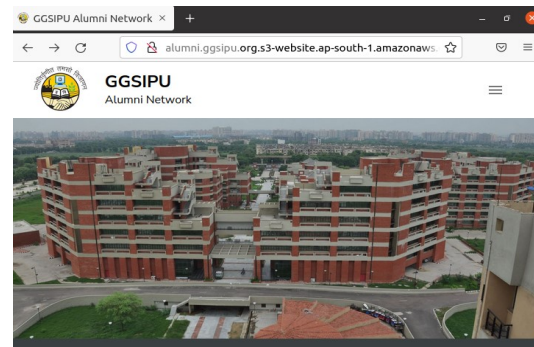 GGSIPU Alumni Network
alumni.ggsipu.org.s3-website.ap-south-1.amazonaws.
GGSIPU
Alumni Network